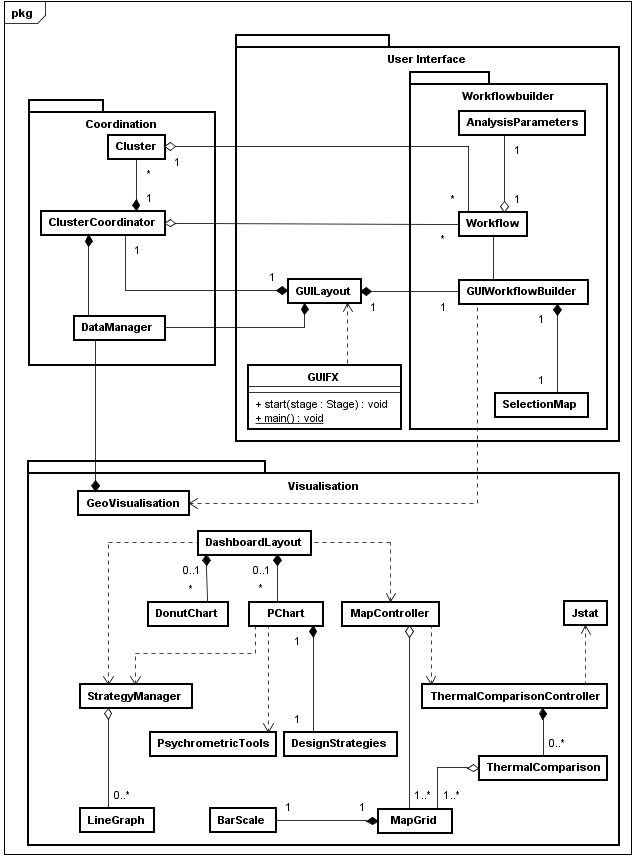 pkg
User Interface
Workflowbuilder
AnalysisParameters
1
1
Coordination
Cluster
1
*
*
1
ClusterCoordinator
*
Workflow
1
1
GUILayout
1
1
GUIWorkflowBuilder
1
DataManager
GUIFX
+ start(stage : Stage) : void
+ main() : void
1
SelectionMap
Visualisation
GeoVisualisation
DashboardLayout
0..1
*
0..1
*
DonutChart
PChart
MapController
Jstat
1
StrategyManager
ThermalComparisonController
1
PsychrometricTools
DesignStrategies
0..*
ThermalComparison
0..*
1..*
1..*
LineGraph
BarScale
1
1
MapGrid